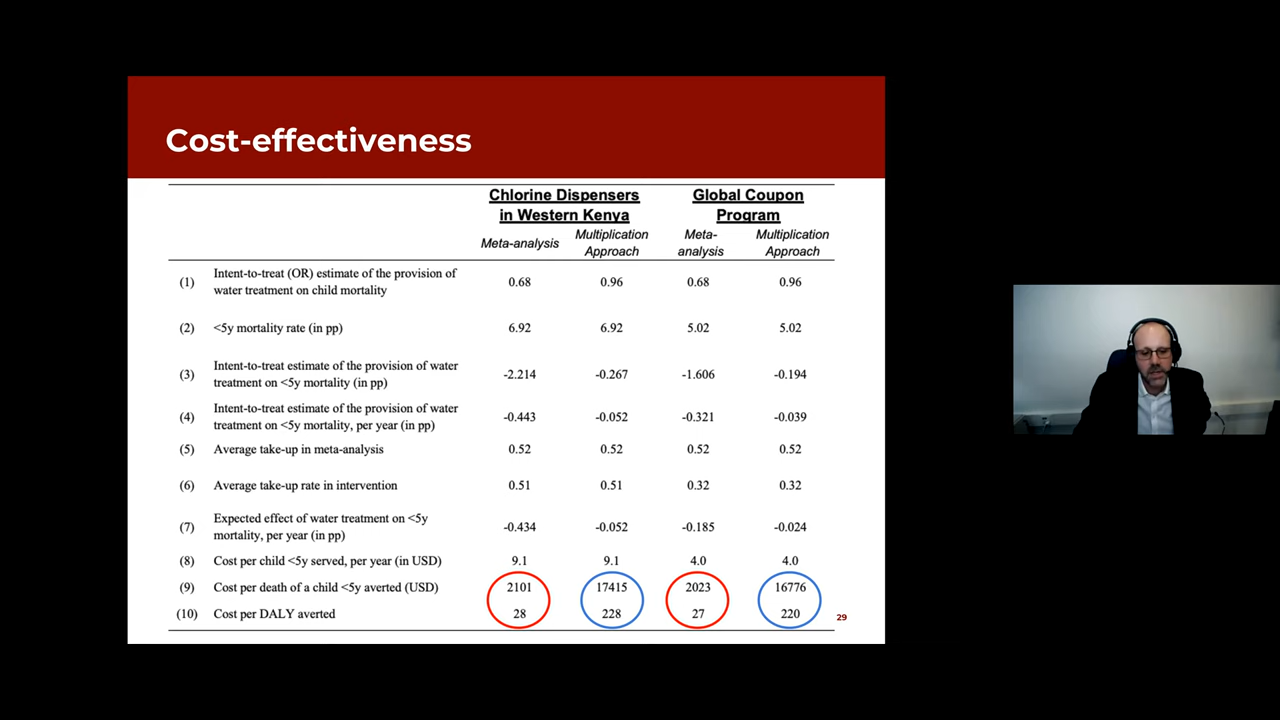 Cost-effectiveness
Chlorine Dispensers Global Coupon
in Western Kenya Program
Meta-analysis Multiplication Approach Meta-analysis Multiplication Approach
(1) Intent-to-treat (OR) estimate of the provision of
water treatment on child mortality 0.68 0.96 0.68 0.96
(2) <5y mortality rate (in pp) 6.92 6.92 5.02 5.02
(3) Intent-to-treat estimate of the provision of water
treatment on <5y mortality (in pp) -2.214 -0.267 -1.606 -0.194
(4) Intent-to-treat estimate of the provision of water
treatment on <5y mortality, per year (in pp) -0.443 -0.052 -0.321 -0.039
(5) Average take-up in meta-analysis 0.52 0.52 0.52 0.52
(6) Average take-up rate in intervention 0.51 0.51 0.32 0.32
(7) Expected effect of water treatment on <5y
mortality, per year (in pp) -0.434 -0.052 -0.185 -0.024
(8) Cost per child <5y served, per year (in USD) 9.1 9.1 4.0 4.0
(9) Cost per death of a child <5y averted (USD) 2101 17415 2023 16776
(10) Cost per DALY averted 28 228 27 220
29